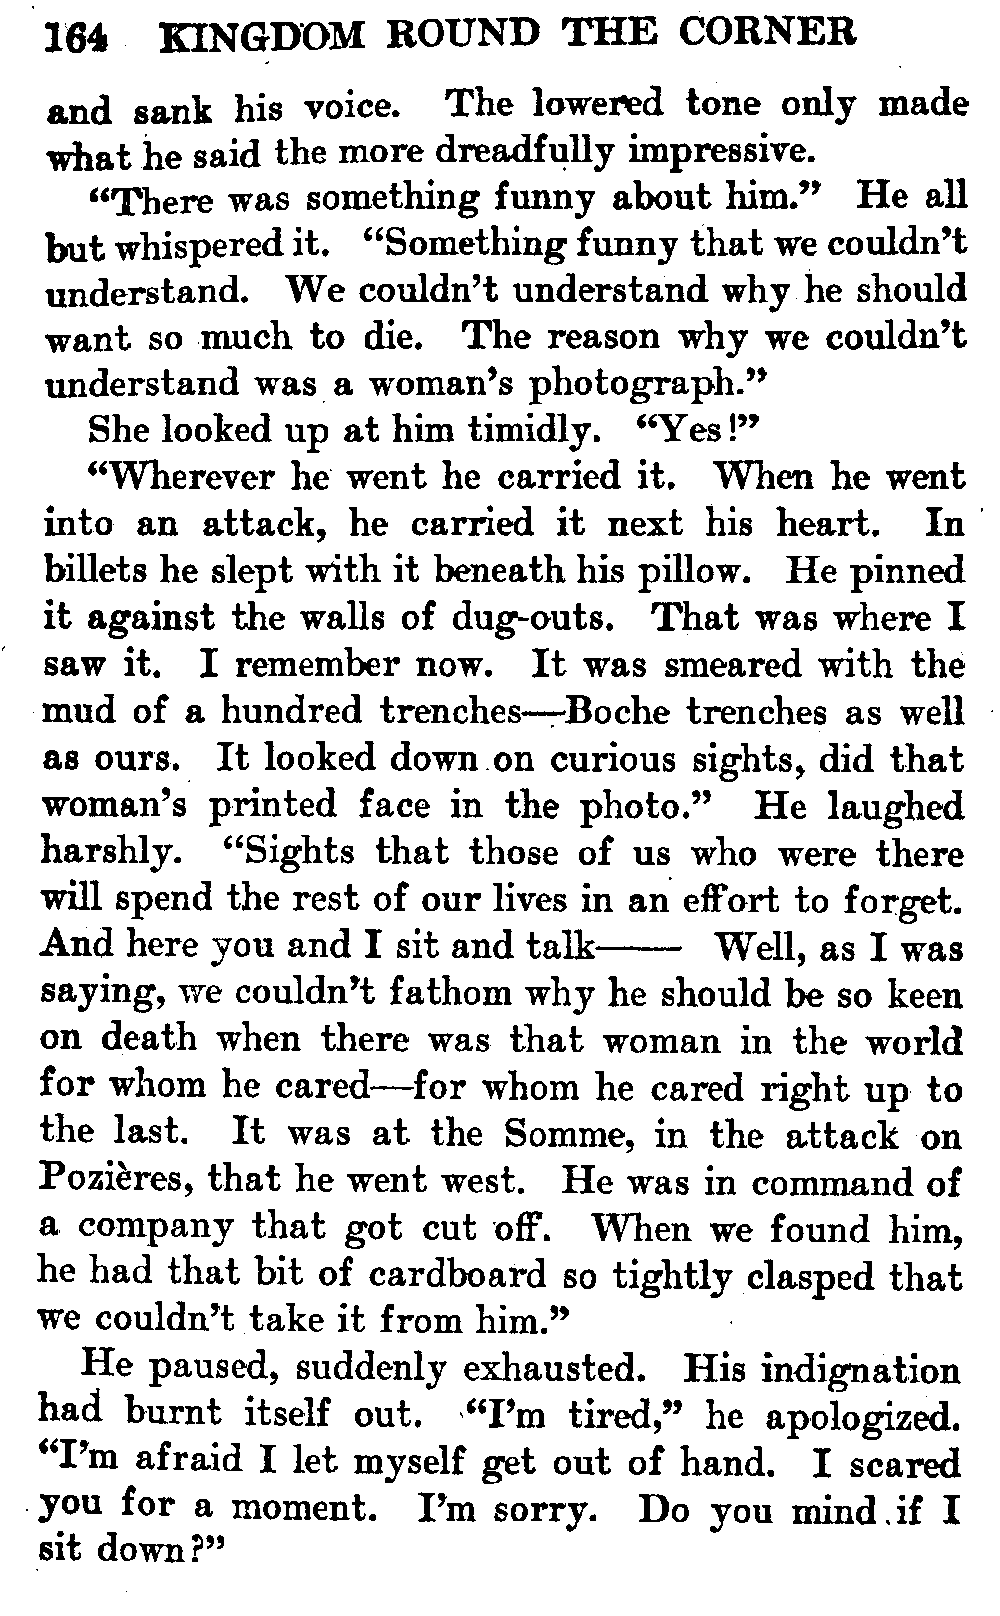 164 KINGDOM ROUND THE CORNER
and sank his voice. The lowered tone only made
what he said the more dreadfully impressive.
“There was something funny about him.” He all
but whispered it. “Something funny that we couldn’t
understand. We couldn’t understand why he should
want so much to die. The reason why we couldn’t
understand was a woman’s photograph.”
She looked up at him timidly. “Yes!”
“Wherever he went he carried it. When he went
into an attack, he carried it next his heart. In
billets he slept with it beneath his pillow. He pinned
it against the walls of dug-outs. That was where I
saw it. I remember now. It was smeared with the
mud of a hundred trenches—Boche trenches as well
as ours. It looked down on curious sights, did that
woman’s printed face in the photo.” He laughed
harshly. “Sights that those of us who were there
will spend the rest of our lives in an effort to forget.
And here you and I sit and talk—— Well, as I was
saying, we couldn’t fathom why he should be so keen
on death when there was that woman in the world
for whom he cared—for whom he cared right up to
the last. It was at the Somme, in the attack on
Pozières, that he went west. He was in command of
a company that got cut off. When we found him,
he had that bit of cardboard so tightly clasped that
we couldn’t take it from him.”
He paused, suddenly exhausted. His indignation
had burnt itself out. “I’m tired,” he apologized.
“I’m afraid I let myself get out of hand. I scared
you for a moment. I’m sorry. Do you mind if I
sit down?”